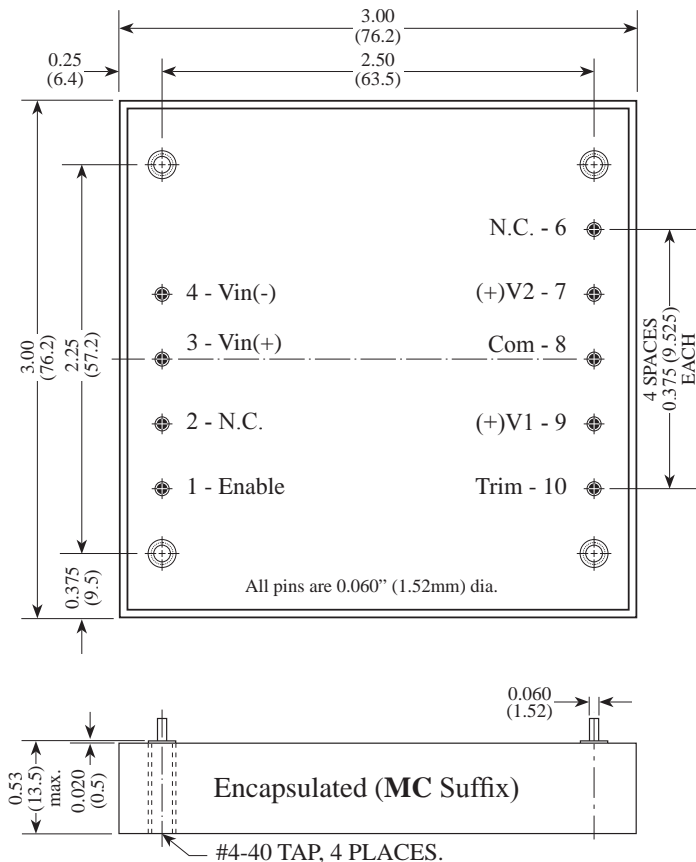 3.00
(76.2)
0.25
(6.4)
2.50
(63.5)
N.C. - 6
4 - Vin(-)
(+)V2 - 7
3 - Vin(+)
Com - 8
2 - N.C.
(+)V1 - 9
1 - Enable
Trim - 10
3.00
(76.2)
2.25
(57.2)
4 SPACES
0.375 (9.525)
EACH
0.375
(9.5)
All pins are 0.060” (1.52mm) dia.
0.060
(1.52)
0.53
(13.5)
max.
0.020
(0.5)
Encapsulated (MC Suffix)
#4-40 TAP, 4 PLACES.